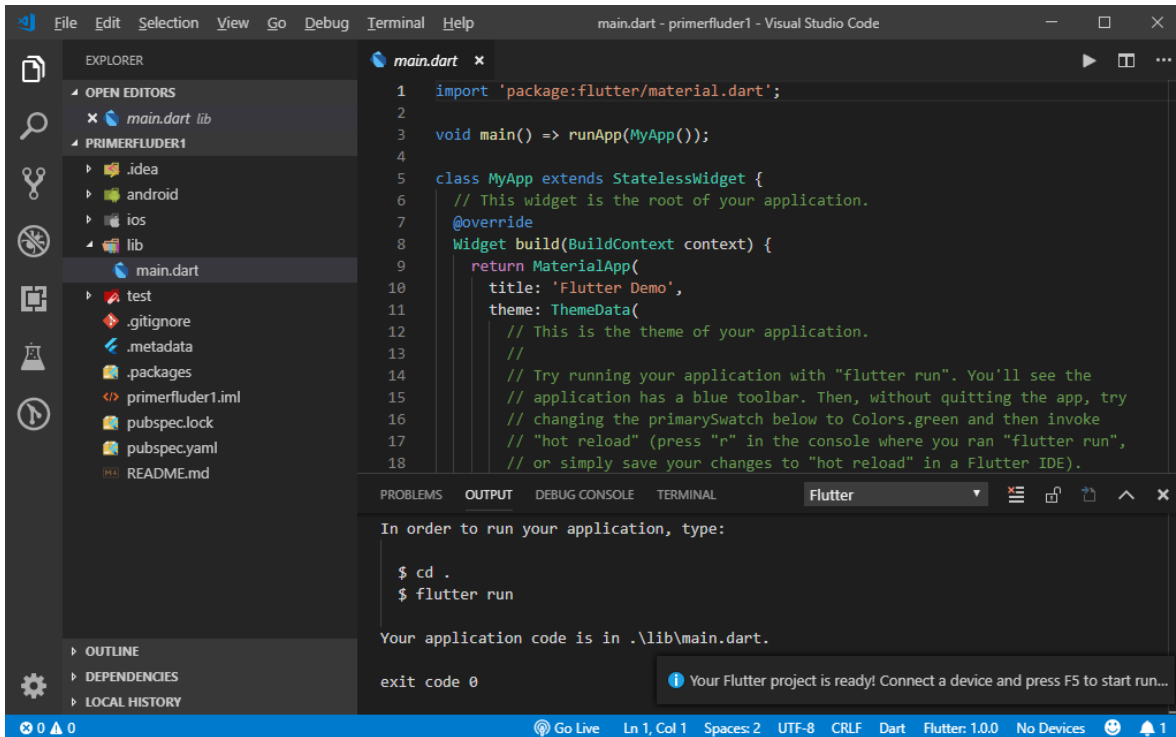 File Edit Selection View Go Debug Terminal Help main.dart - primerfluder1 - Visual Studio Code
EXPLORER
OPEN EDITORS
main.dart lib
PRIMERFLUDER1
.idea
android
ios
lib
main.dart
test
.gitignore
.metadata
.packages
primerfluder1.iml
pubspec.lock
pubspec.yaml
README.md
OUTLINE
DEPENDENCIES
LOCAL HISTORY
main.dart
1 import 'package:flutter/material.dart';
2
3 void main() => runApp(MyApp());
4
5 class MyApp extends StatelessWidget {
6 // This widget is the root of your application.
7 @override
8 Widget build(BuildContext context) {
9 return MaterialApp(
10 title: 'Flutter Demo',
11 theme: ThemeData(
12 // This is the theme of your application.
13 //
14 // Try running your application with "flutter run". You'll see the
15 // application has a blue toolbar. Then, without quitting the app, try
16 // changing the primarySwatch below to Colors.green and then invoke
17 // "hot reload" (press "r" in the console where you ran "flutter run",
18 // or simply save your changes to "hot reload" in a Flutter IDE).
PROBLEMS OUTPUT DEBUG CONSOLE TERMINAL Flutter
In order to run your application, type:
$ cd .
$ flutter run
Your application code is in .\lib\main.dart.
exit code 0
Your Flutter project is ready! Connect a device and press F5 to start run...
0 0 Go Live Ln 1, Col 1 Spaces: 2 UTF-8 CRLF Dart Flutter: 1.0.0 No Devices 1